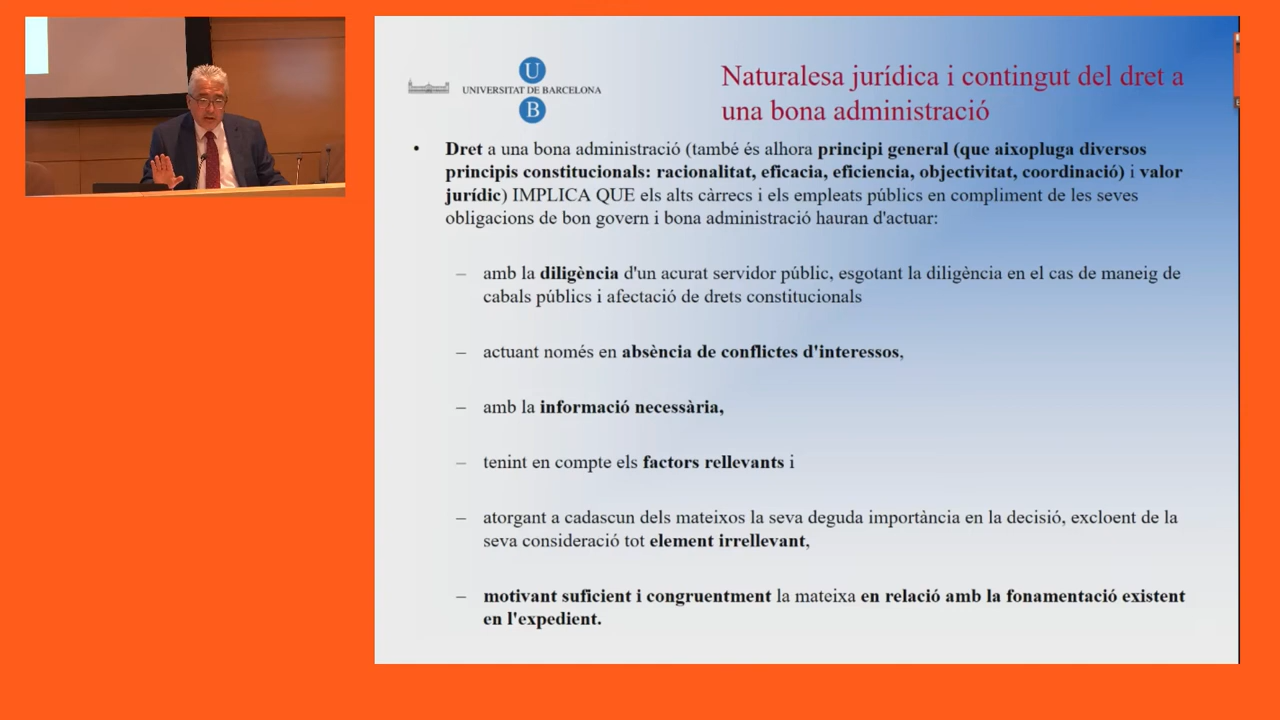 U
UNIVERSITAT DE BARCELONA
B
Naturalesa jurídica i contingut del dret a
una bona administració
• Dret a una bona administració (també és alhora principi general (que aixopluga diversos
principis constitucionals: racionalitat, eficacia, eficiencia, objectivitat, coordinació) i valor
jurídic) IMPLICA QUE els alts càrrecs i els empleats públics en compliment de les seves
obligacions de bon govern i bona administració hauran d'actuar:
– amb la diligència d'un acurat servidor públic, esgotant la diligència en el cas de maneig de
cabals públics i afectació de drets constitucionals
– actuant només en absència de conflictes d'interessos,
– amb la informació necessària,
– tenint en compte els factors rellevants i
– atorgant a cadascun dels mateixos la seva deguda importància en la decisió, excloent de la
seva consideració tot element irrellevant,
– motivant suficient i congruentment la mateixa en relació amb la fonamentació existent
en l'expedient.